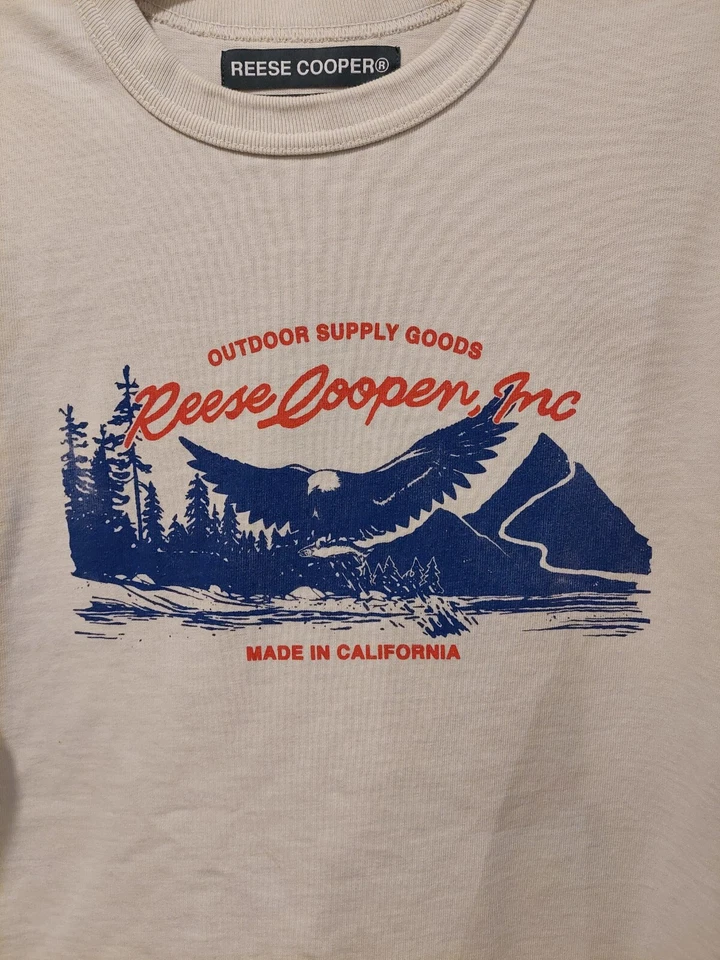 REESE COOPER®
OUTDOOR SUPPLY GOODS
Reese Cooper, Inc
MADE IN CALIFORNIA